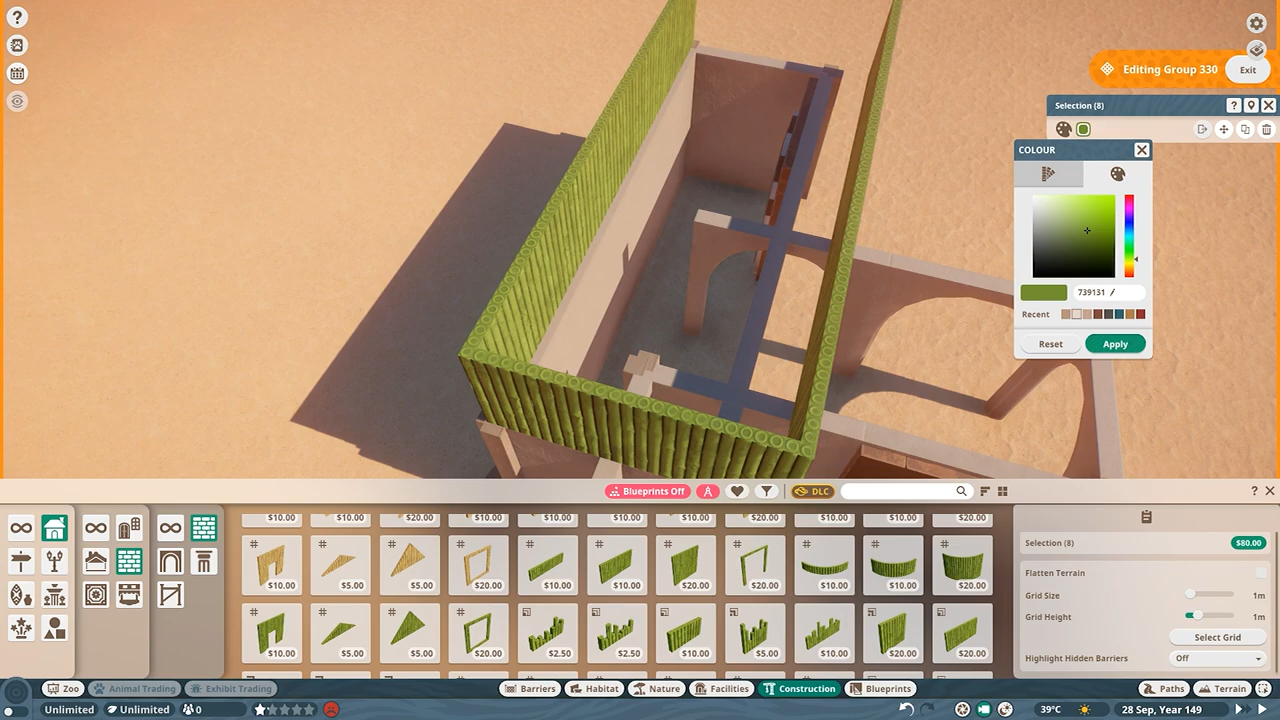 ?
Editing Group 330 Exit
Selection (8) ?
COLOUR
739131
Recent
Reset Apply
Blueprints Off DLC ?
$10.00 $10.00 $20.00 $10.00 $10.00 $10.00 $20.00 $10.00 $10.00 $10.00 $20.00
$10.00 $5.00 $10.00 $20.00 $10.00 $10.00 $20.00 $20.00 $10.00 $10.00 $20.00
$10.00 $5.00 $5.00 $20.00 $2.50 $2.50 $10.00 $5.00 $10.00 $20.00 $20.00
Selection (8) $80.00
Flatten Terrain
Grid Size 1m
Grid Height 1m
Select Grid
Highlight Hidden Barriers Off
Zoo Animal Trading Exhibit Trading Barriers Habitat Nature Facilities Construction Blueprints Paths Terrain
Unlimited Unlimited 0 39°C 28 Sep, Year 149